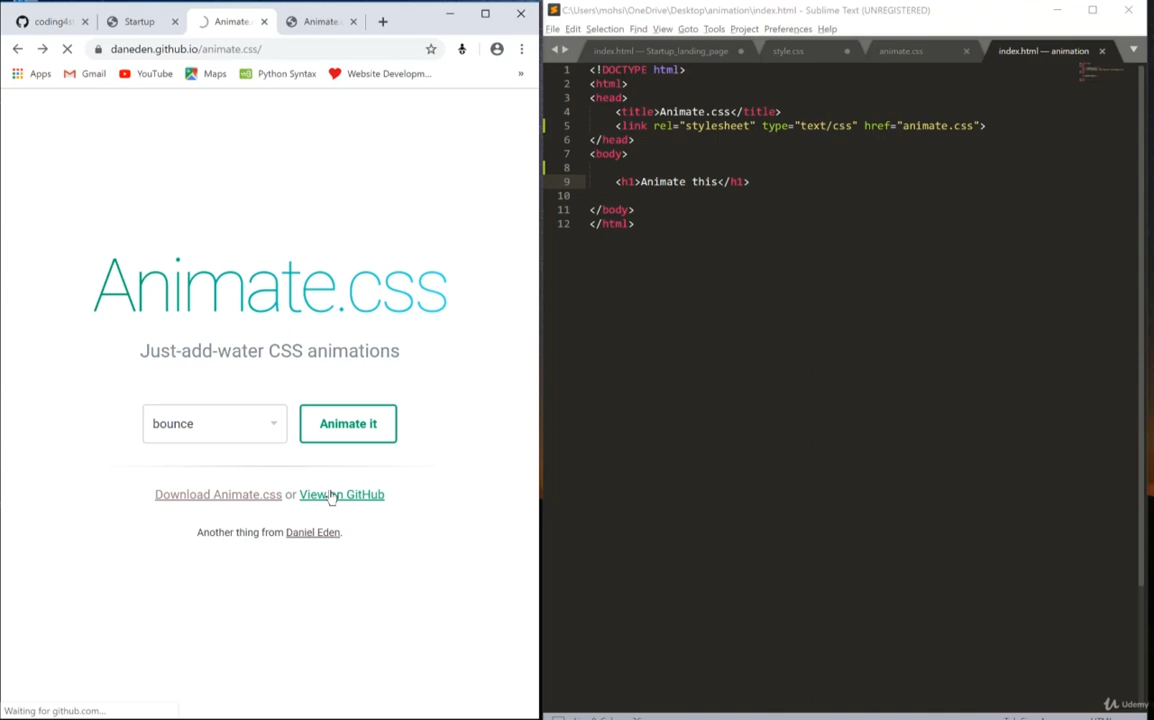 coding4s
Startup
Animate.
Animate.
daneden.github.io/animate.css/
Apps
Gmail
YouTube
Maps
Python Syntax
Website Developm...
»
Animate.css
Just-add-water CSS animations
bounce
Animate it
Download Animate.css or View on GitHub
Another thing from Daniel Eden.
Waiting for github.com...
C:\Users\mohsi\OneDrive\Desktop\animation\index.html - Sublime Text (UNREGISTERED)
File Edit Selection Find View Goto Tools Project Preferences Help
index.html — Startup_landing_page
style.css
animate.css
index.html — animation
1 <!DOCTYPE html>
2 <html>
3 <head>
4 <title>Animate.css</title>
5 <link rel="stylesheet" type="text/css" href="animate.css">
6 </head>
7 <body>
8
9 <h1>Animate this</h1>
10
11 </body>
12 </html>
Udemy